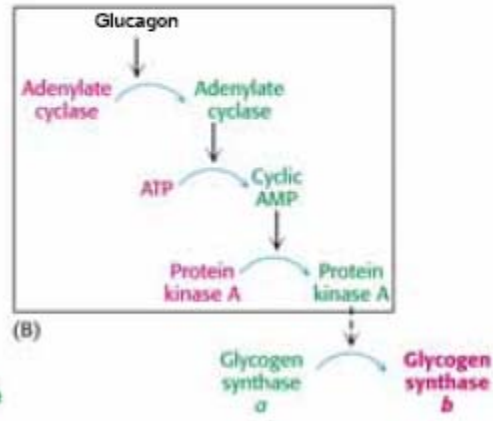 Glucagon
Adenylate
cyclase
Adenylate
cyclase
ATP
Cyclic
AMP
Protein
kinase A
Protein
kinase A
(B)
Glycogen
synthase
a
Glycogen
synthase
b